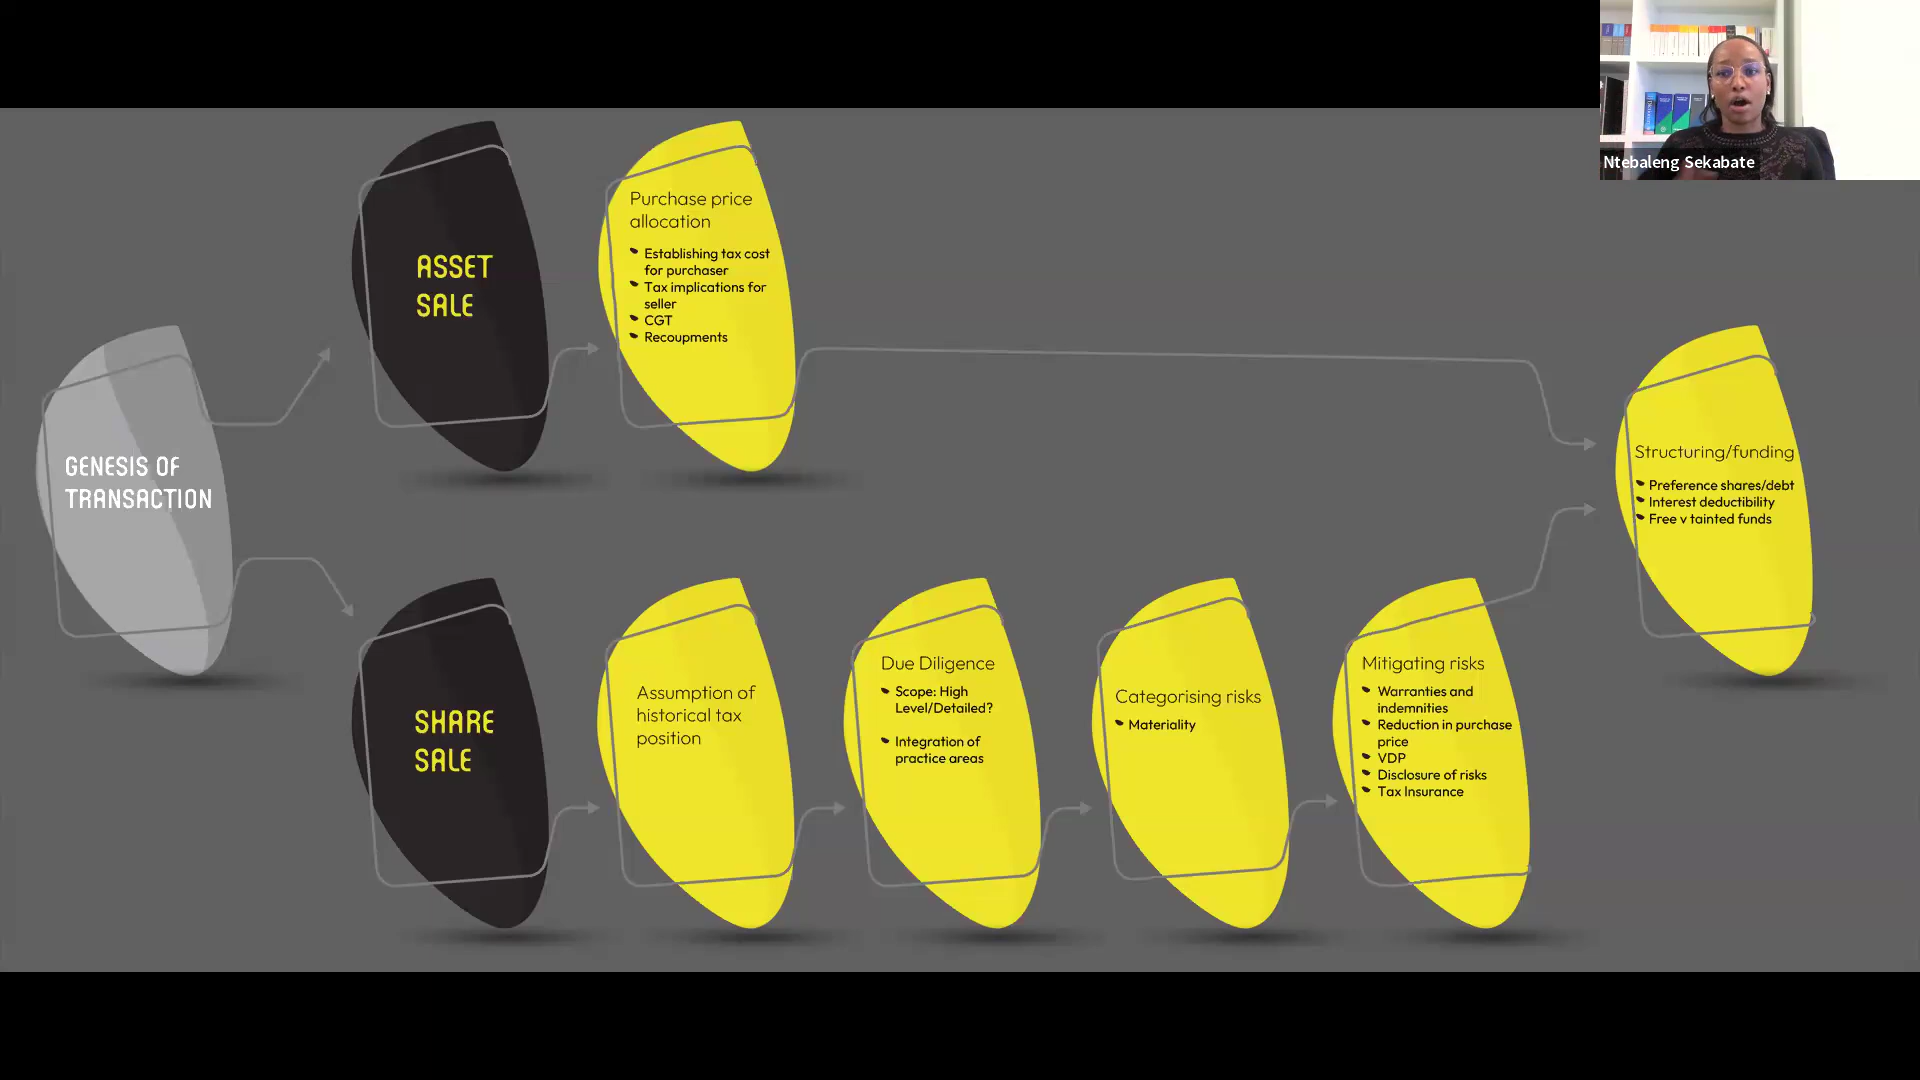 Ntebaleng Sekabate
GENESIS OF
TRANSACTION
ASSET
SALE
Purchase price
allocation
Establishing tax cost
for purchaser
Tax implications for
seller
CGT
Recoupments
SHARE
SALE
Assumption of
historical tax
position
Due Diligence
Scope: High
Level/Detailed?
Integration of
practice areas
Categorising risks
Materiality
Mitigating risks
Warranties and
indemnities
Reduction in purchase
price
VDP
Disclosure of risks
Tax Insurance
Structuring/funding
Preference shares/debt
Interest deductibility
Free v tainted funds